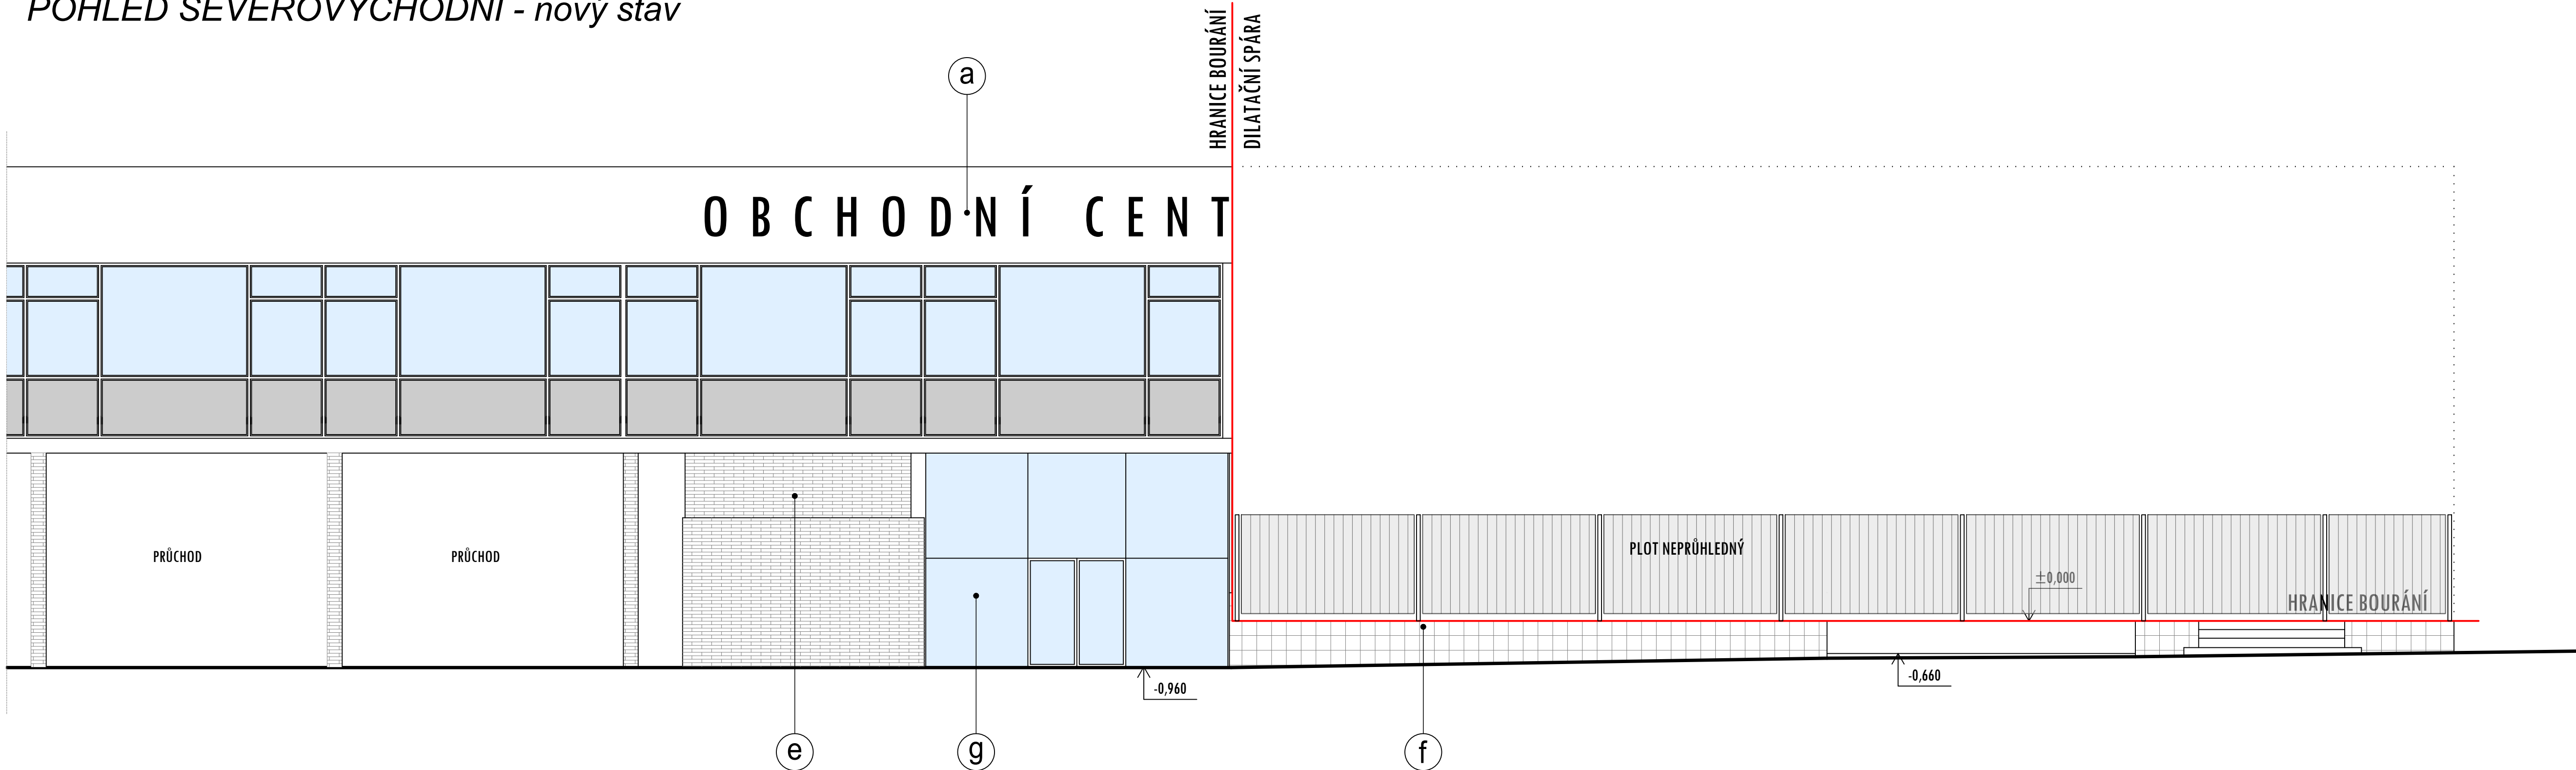 POHLED SEVEROVÝCHODNÍ - nový stav
HRANICE BOURÁNÍ
DILATAČNÍ SPÁRA
a
OBCHODNÍ CENT
PRŮCHOD
PRŮCHOD
PLOT NEPRŮHLEDNÝ
±0,000
HRANICE BOURÁNÍ
-0,960
-0,660
e
g
f